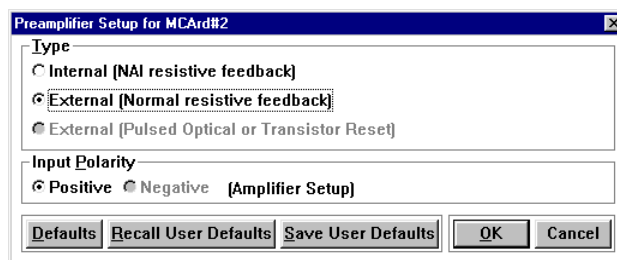 Preamplifier Setup for MCArd#2
Type
Internal (NAI resistive feedback)
External (Normal resistive feedback)
External (Pulsed Optical or Transistor Reset)
Input Polarity
Positive Negative (Amplifier Setup)
Defaults Recall User Defaults Save User Defaults OK Cancel